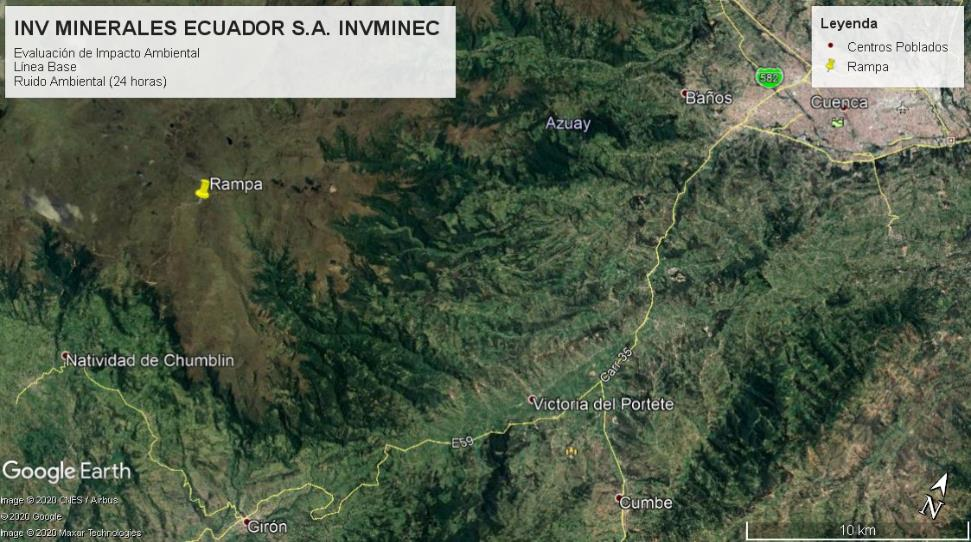 INV MINERALES ECUADOR S.A. INVMINEC
Evaluación de Impacto Ambiental
Línea Base
Ruido Ambiental (24 horas)
Leyenda
Centros Poblados
Rampa
582
Baños
Cuenca
Azuay
Rampa
Natividad de Chumblin
Carr 35
Victoria del Portete
E59
Google Earth
Image © 2020 CNES / Airbus
© 2020 Google
Image © 2020 Maxar Technologies
Girón
Cumbe
N
10 km